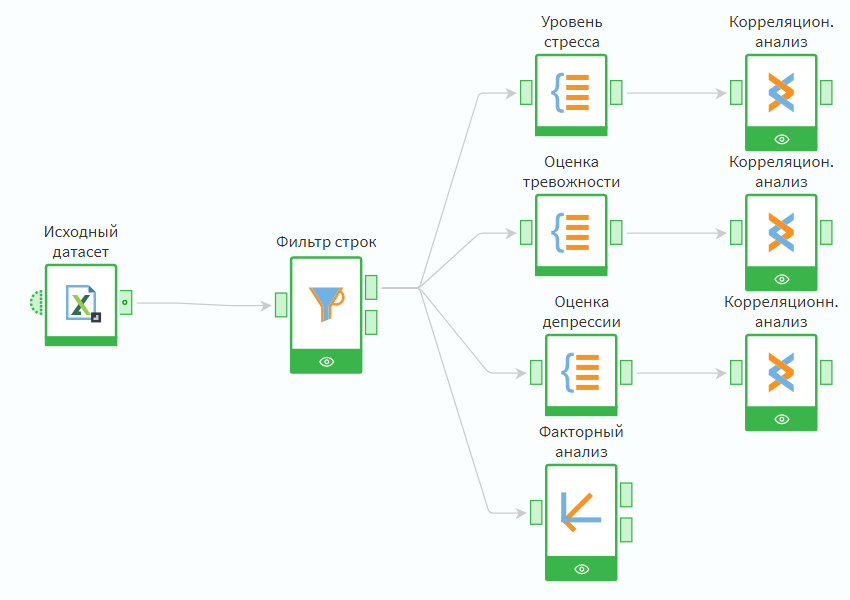 Уровень
стресса
Корреляцион.
анализ
Оценка
тревожности
Корреляцион.
анализ
Исходный
датасет
Фильтр строк
Оценка
депрессии
Корреляционн.
анализ
Факторный
анализ